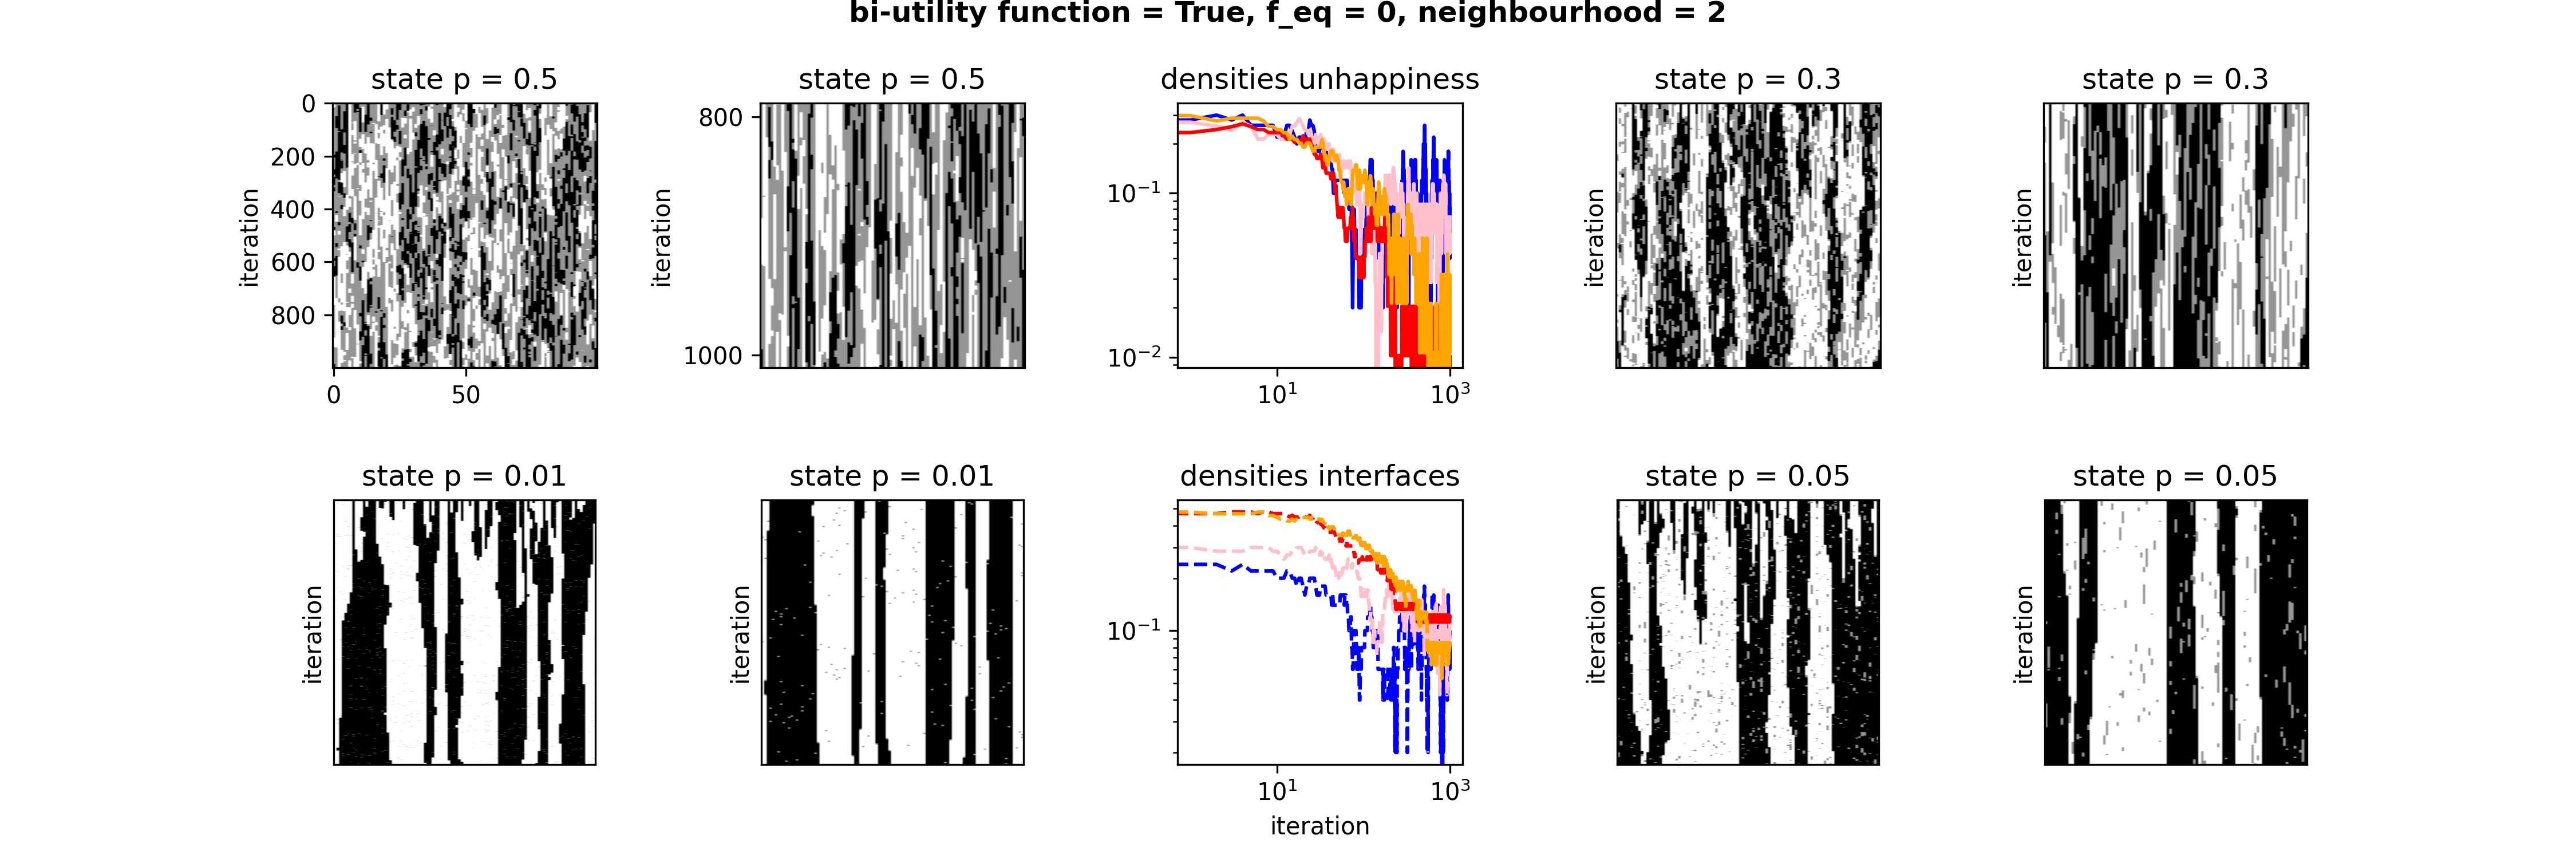 bi-utility function = True, f_eq = 0, neighbourhood = 2
state p = 0.5
state p = 0.5
densities unhappiness
state p = 0.3
state p = 0.3
iteration
0
200
400
600
800
0
50
iteration
800
1000
10⁻¹
10⁻²
10¹
10³
iteration
iteration
state p = 0.01
state p = 0.01
densities interfaces
state p = 0.05
state p = 0.05
iteration
iteration
10⁻¹
10¹
10³
iteration
iteration
iteration